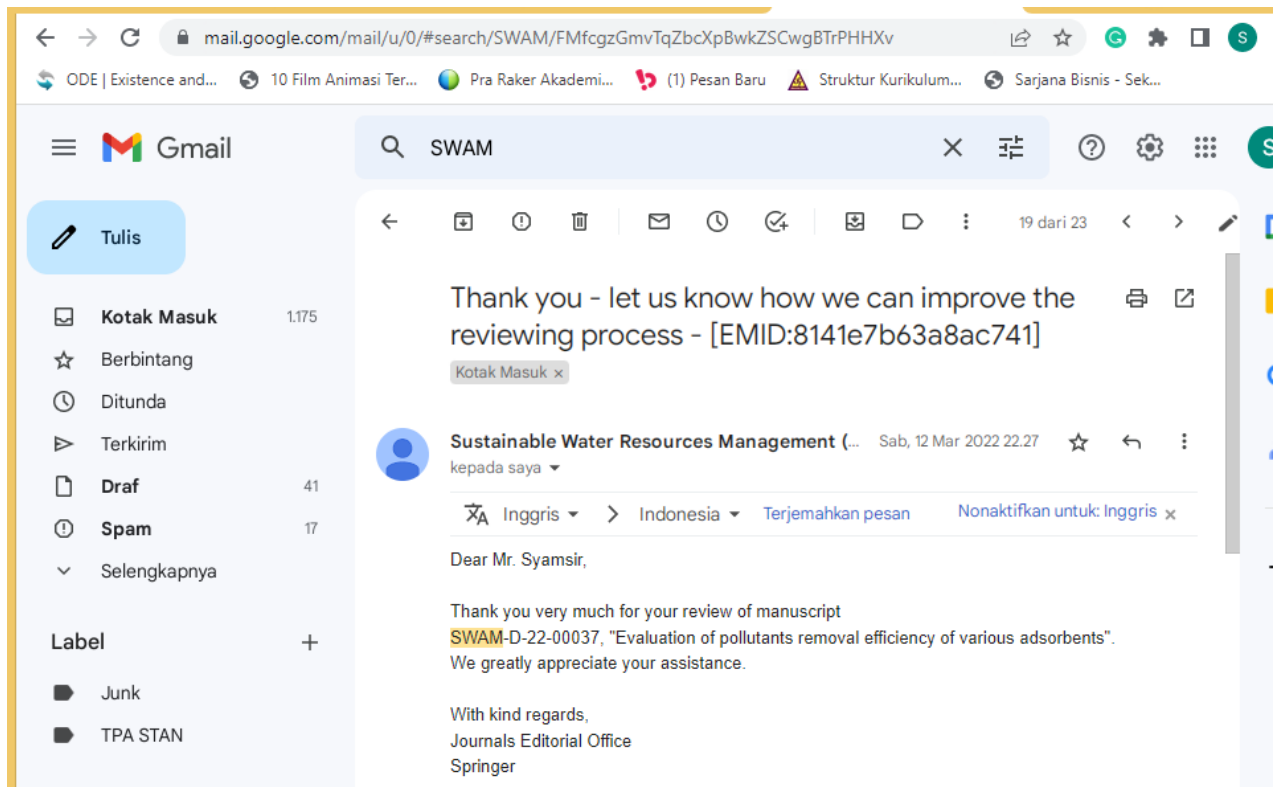 mail.google.com/mail/u/0/#search/SWAM/FMfcgzGmvTqZbcXpBwkZSCwgBTrPHHXv
S
ODE | Existence and... 10 Film Animasi Ter... Pra Raker Akademi... (1) Pesan Baru Struktur Kurikulum... Sarjana Bisnis - Sek...
Gmail
SWAM
S
Tulis
19 dari 23
Kotak Masuk 1.175
Berbintang
Ditunda
Terkirim
Draf 41
Spam 17
Selengkapnya
Label
Junk
TPA STAN
Thank you - let us know how we can improve the
reviewing process - [EMID:8141e7b63a8ac741]
Kotak Masuk ×
Sustainable Water Resources Management (... Sab, 12 Mar 2022 22.27
kepada saya
Inggris > Indonesia Terjemahkan pesan Nonaktifkan untuk: Inggris ×
Dear Mr. Syamsir,
Thank you very much for your review of manuscript
SWAM-D-22-00037, "Evaluation of pollutants removal efficiency of various adsorbents".
We greatly appreciate your assistance.
With kind regards,
Journals Editorial Office
Springer